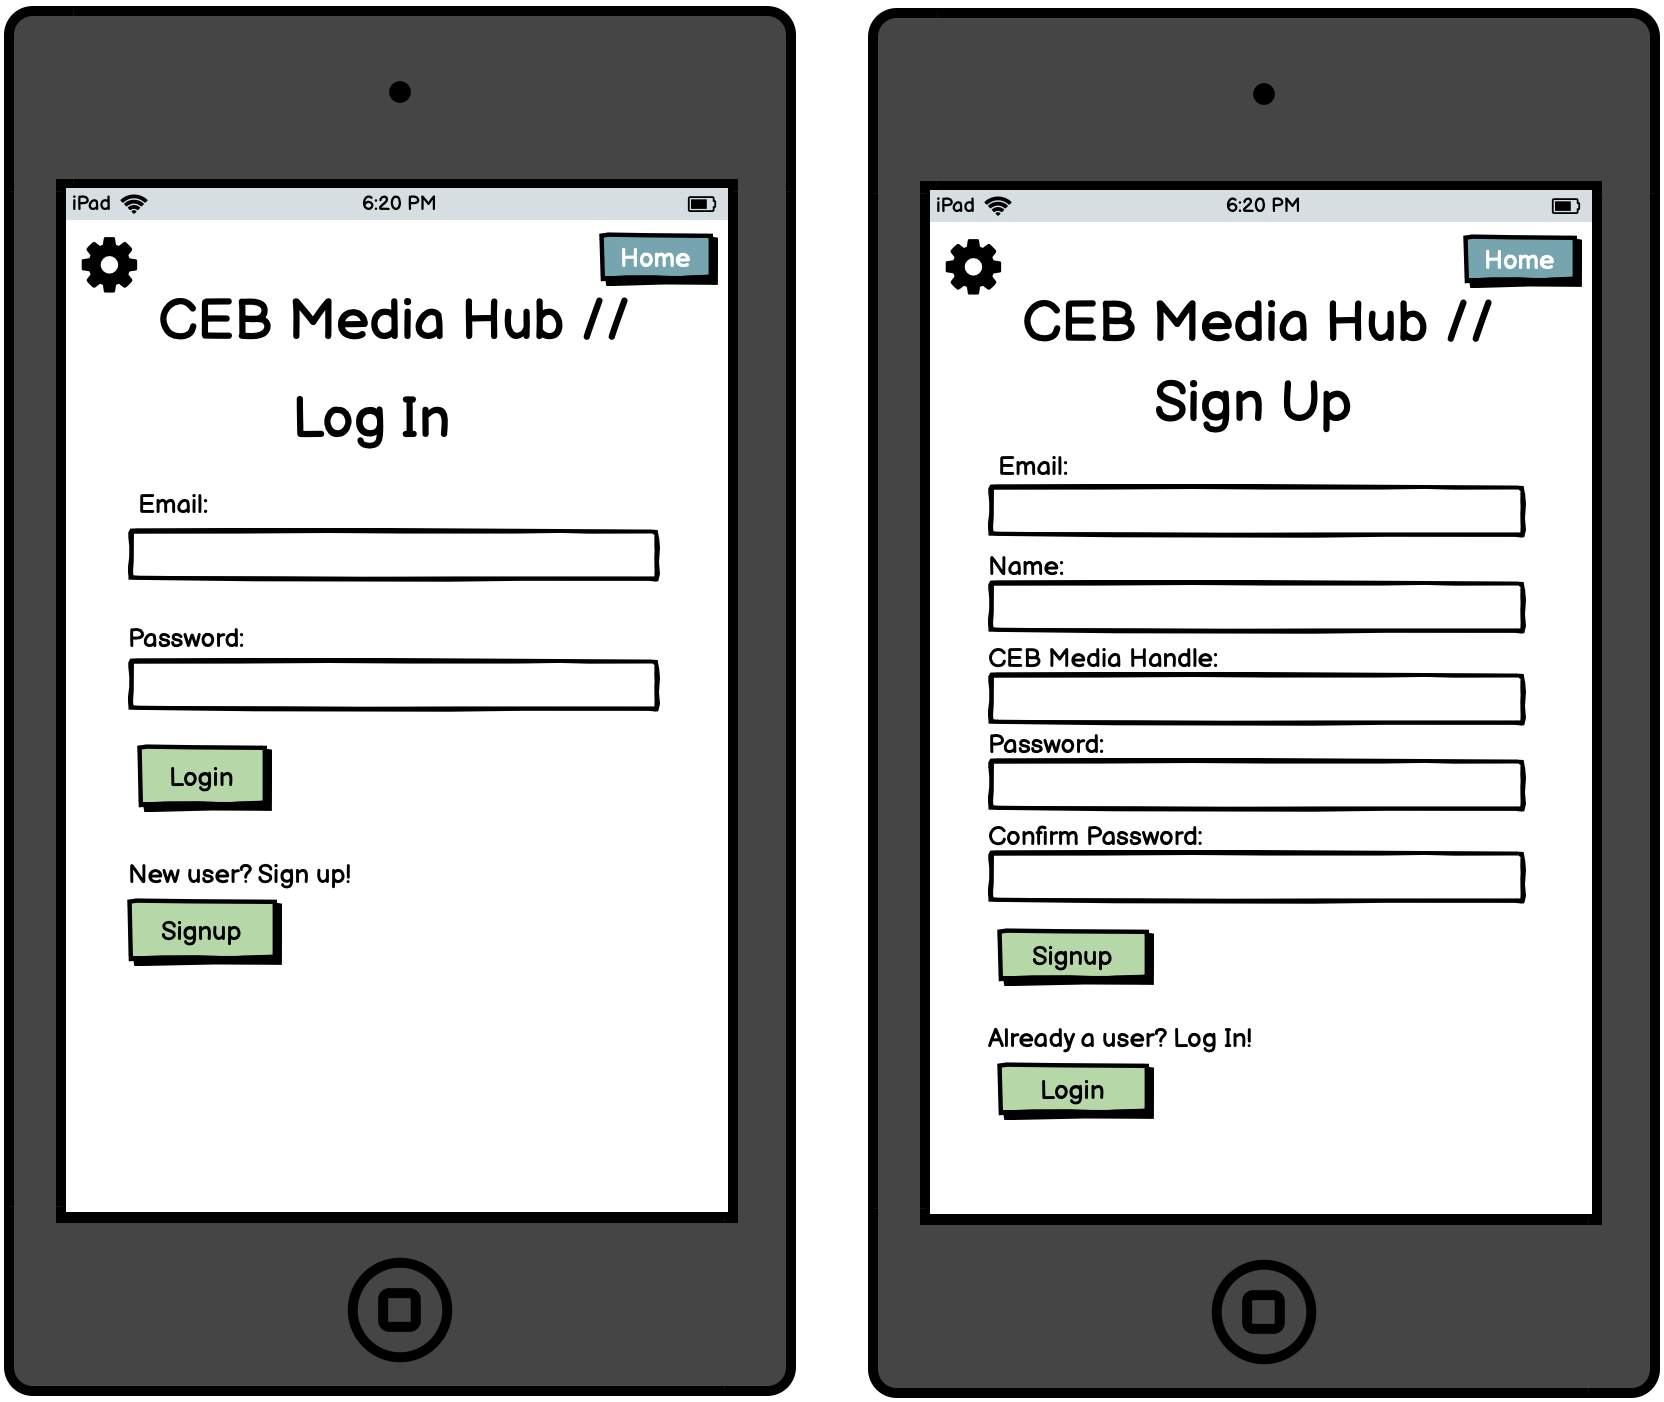 iPad
6:20 PM
Home
CEB Media Hub //
Log In
Email:
Password:
Login
New user? Sign up!
Signup
iPad
6:20 PM
Home
CEB Media Hub //
Sign Up
Email:
Name:
CEB Media Handle:
Password:
Confirm Password:
Signup
Already a user? Log In!
Login